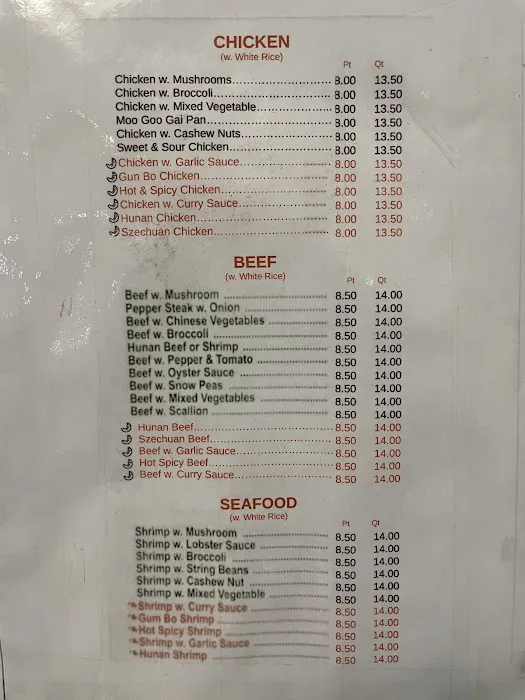 CHICKEN
(w. White Rice)
Pt Qt
Chicken w. Mushrooms 8.00 13.50
Chicken w. Broccoli 8.00 13.50
Chicken w. Mixed Vegetable 8.00 13.50
Moo Goo Gai Pan 8.00 13.50
Chicken w. Cashew Nuts 8.00 13.50
Sweet & Sour Chicken 8.00 13.50
Chicken w. Garlic Sauce 8.00 13.50
Gun Bo Chicken 8.00 13.50
Hot & Spicy Chicken 8.00 13.50
Chicken w. Curry Sauce 8.00 13.50
Hunan Chicken 8.00 13.50
Szechuan Chicken 8.00 13.50
BEEF
(w. White Rice)
Pt Qt
Beef w. Mushroom 8.50 14.00
Pepper Steak w. Onion 8.50 14.00
Beef w. Chinese Vegetables 8.50 14.00
Beef w. Broccoli 8.50 14.00
Hunan Beef or Shrimp 8.50 14.00
Beef w. Pepper & Tomato 8.50 14.00
Beef w. Oyster Sauce 8.50 14.00
Beef w. Snow Peas 8.50 14.00
Beef w. Mixed Vegetables 8.50 14.00
Beef w. Scallion 8.50 14.00
Hunan Beef 8.50 14.00
Szechuan Beef 8.50 14.00
Beef w. Garlic Sauce 8.50 14.00
Hot Spicy Beef 8.50 14.00
Beef w. Curry Sauce 8.50 14.00
SEAFOOD
(w. White Rice)
Pt Qt
Shrimp w. Mushroom 8.50 14.00
Shrimp w. Lobster Sauce 8.50 14.00
Shrimp w. Broccoli 8.50 14.00
Shrimp w. String Beans 8.50 14.00
Shrimp w. Cashew Nut 8.50 14.00
Shrimp w. Mixed Vegetable 8.50 14.00
Shrimp w. Curry Sauce 8.50 14.00
Gum Bo Shrimp 8.50 14.00
Hot Spicy Shrimp 8.50 14.00
Shrimp w. Garlic Sauce 8.50 14.00
Hunan Shrimp 8.50 14.00